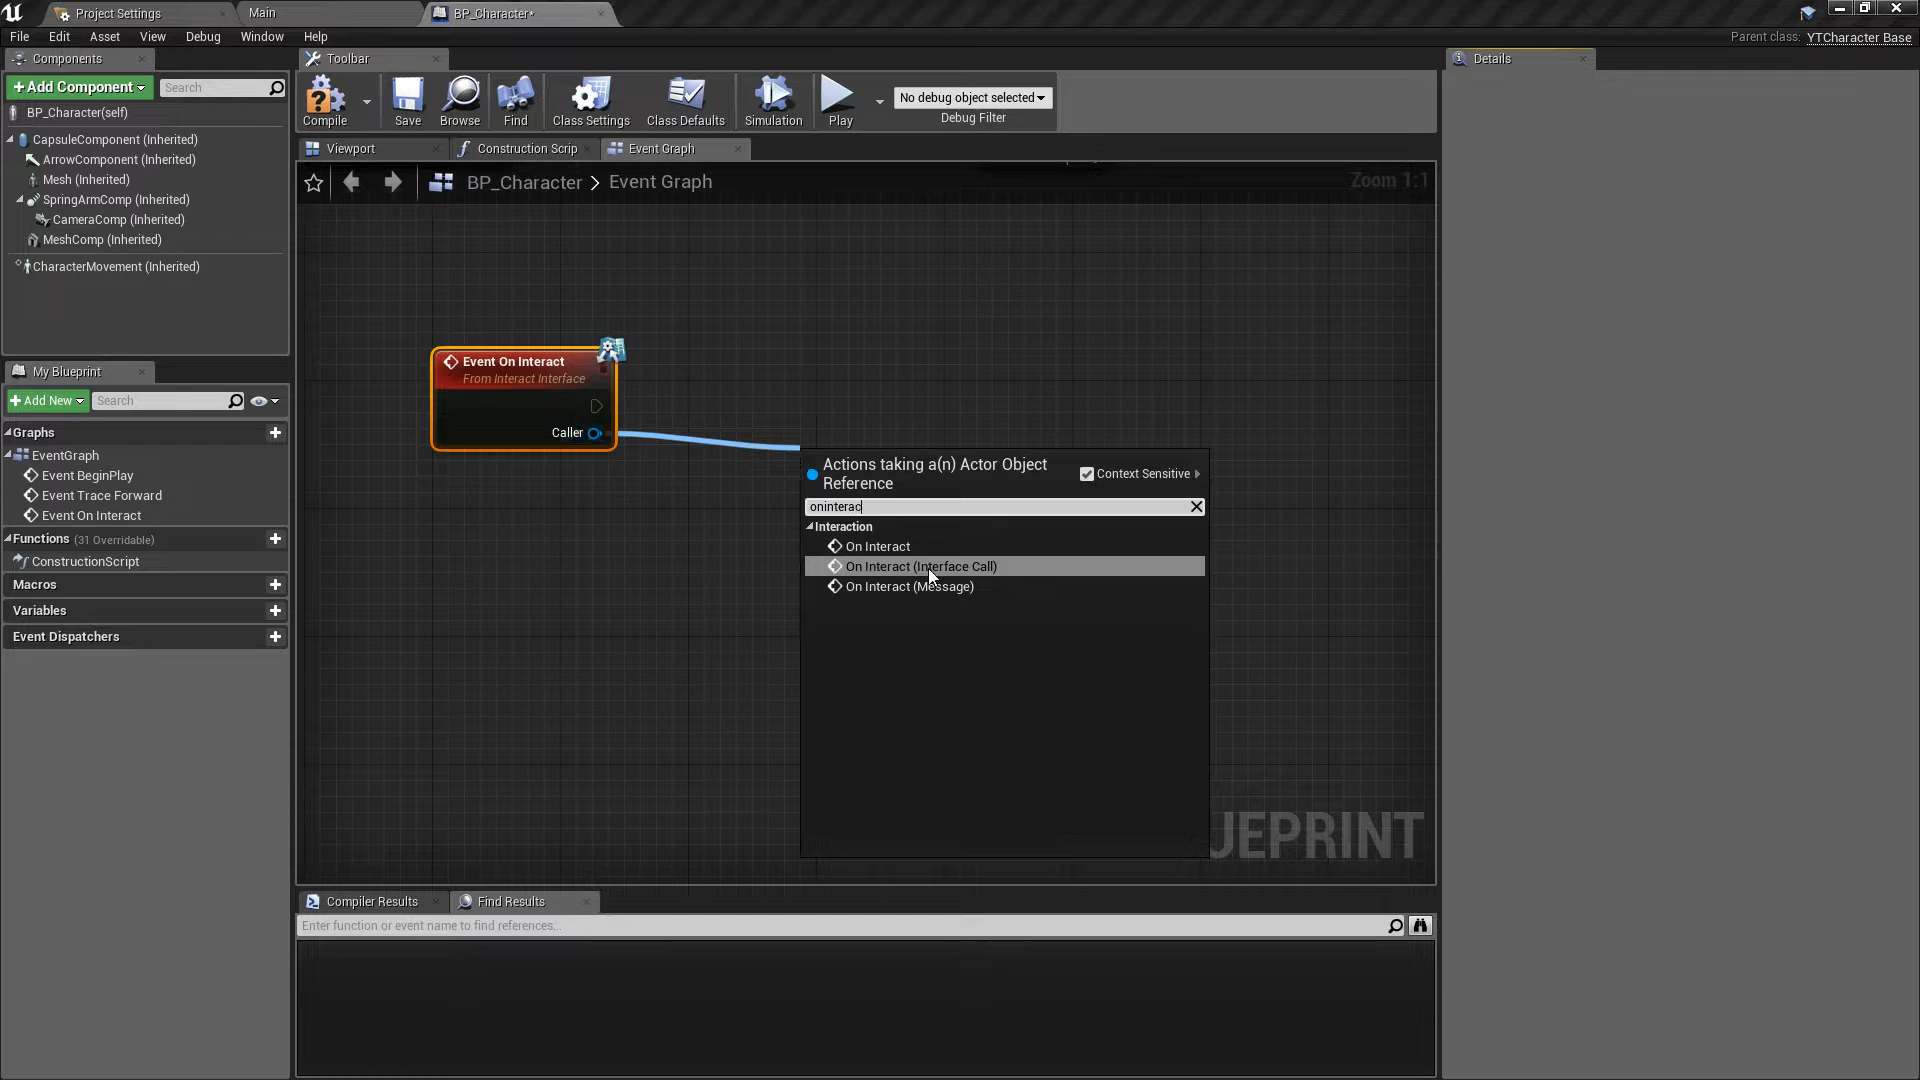 Project Settings
Main
BP_Character*
File Edit Asset View Debug Window Help
Parent class: YTCharacter Base
Components
+Add Component
Search
BP_Character(self)
CapsuleComponent (Inherited)
ArrowComponent (Inherited)
Mesh (Inherited)
SpringArmComp (Inherited)
CameraComp (Inherited)
MeshComp (Inherited)
CharacterMovement (Inherited)
My Blueprint
+Add New
Search
Graphs
EventGraph
Event BeginPlay
Event Trace Forward
Event On Interact
Functions (31 Overridable)
ConstructionScript
Macros
Variables
Event Dispatchers
Toolbar
Compile
Save
Browse
Find
Class Settings
Class Defaults
Simulation
Play
No debug object selected
Debug Filter
Viewport
Construction Scrip
Event Graph
BP_Character > Event Graph
Zoom 1:1
Event On Interact
From Interact Interface
Caller
Actions taking a(n) Actor Object
Reference
Context Sensitive
oninterac
Interaction
On Interact
On Interact (Interface Call)
On Interact (Message)
UEPRINT
Compiler Results
Find Results
Enter function or event name to find references...
Details